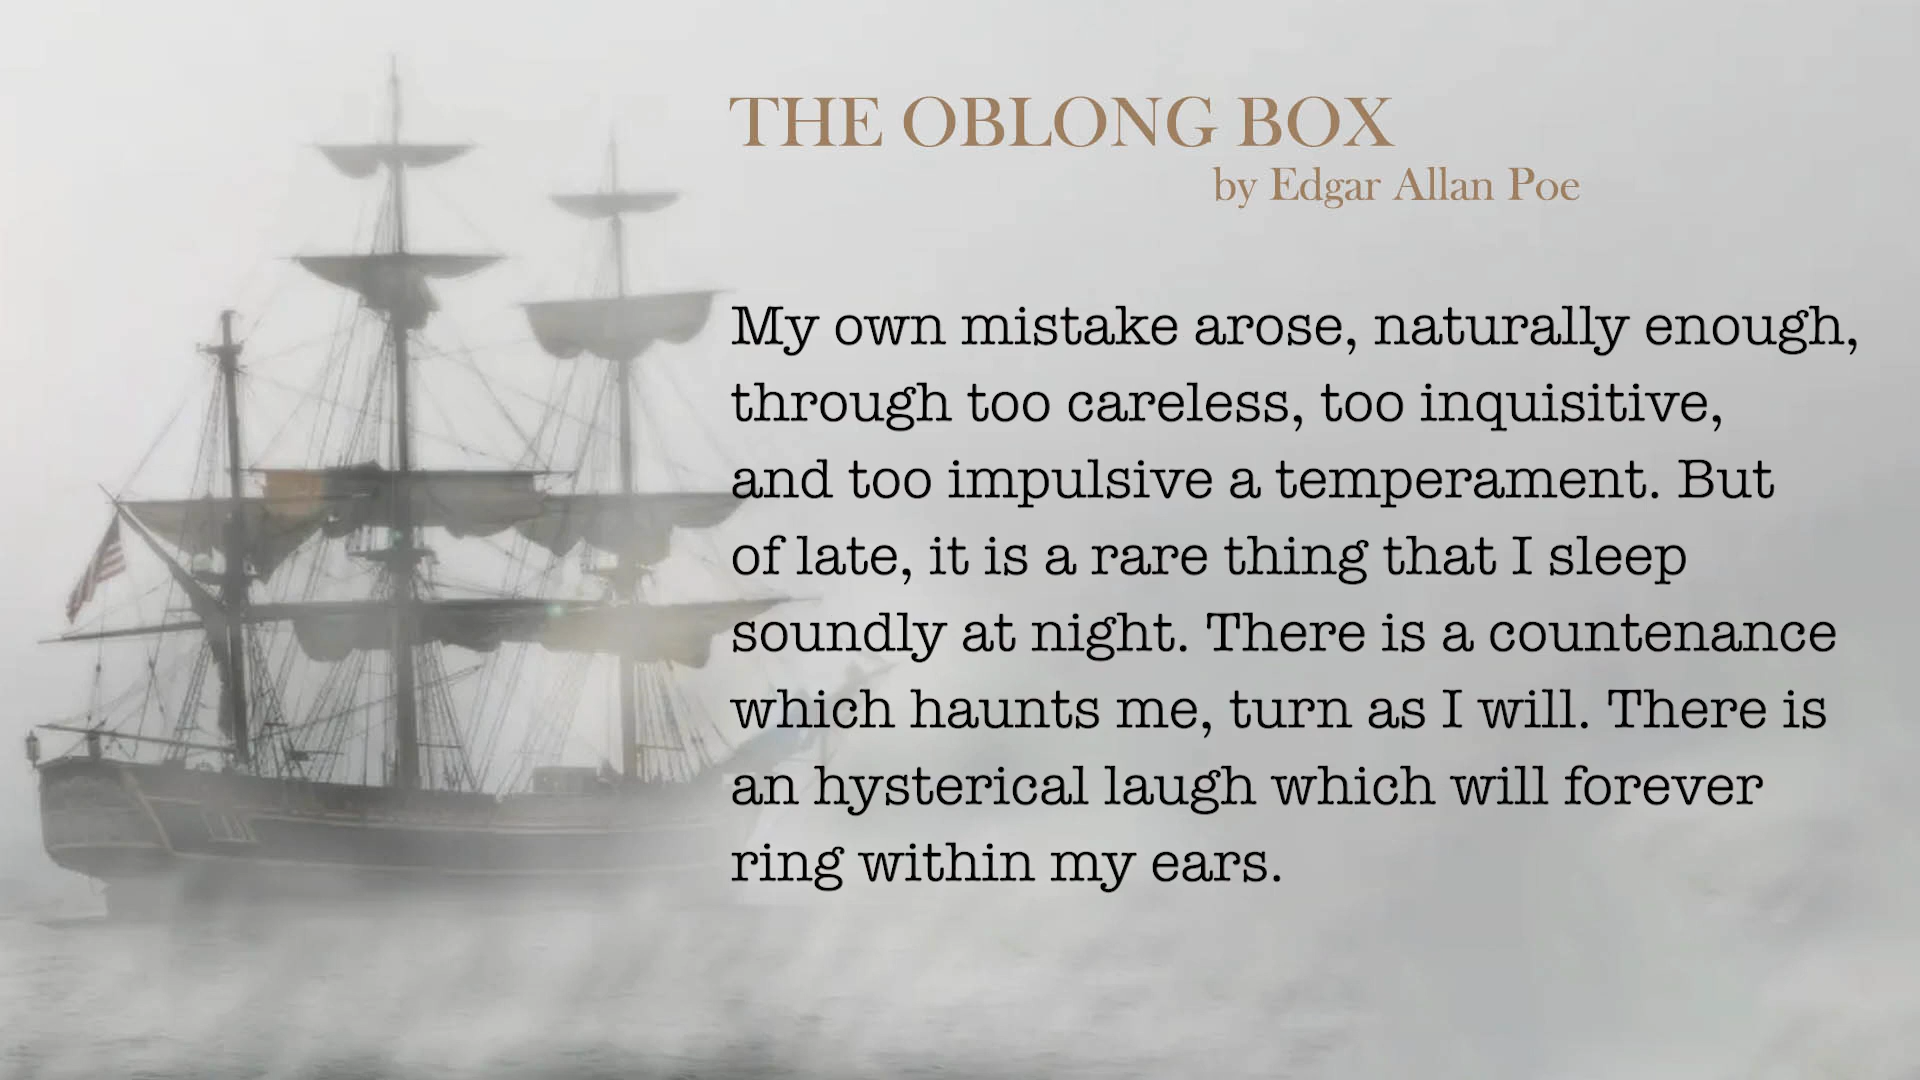 THE OBLONG BOX
by Edgar Allan Poe
My own mistake arose, naturally enough,
through too careless, too inquisitive,
and too impulsive a temperament. But
of late, it is a rare thing that I sleep
soundly at night. There is a countenance
which haunts me, turn as I will. There is
an hysterical laugh which will forever
ring within my ears.